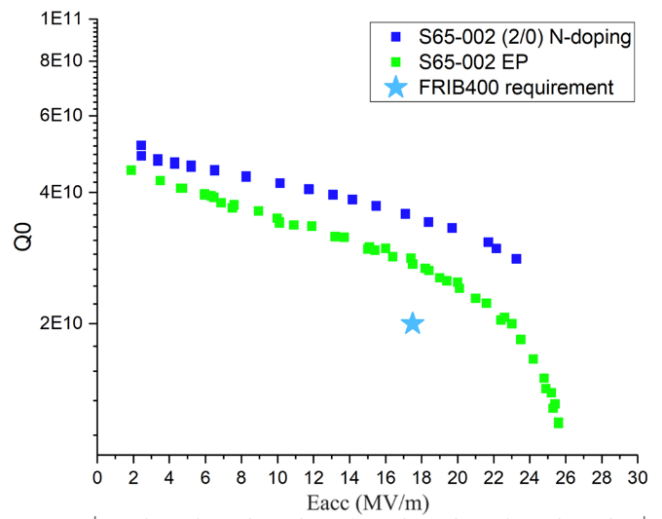 1E11
8E10
6E10
4E10
2E10
Q0
S65-002 (2/0) N-doping
S65-002 EP
FRIB400 requirement
0 2 4 6 8 10 12 14 16 18 20 22 24 26 28 30
Eacc (MV/m)